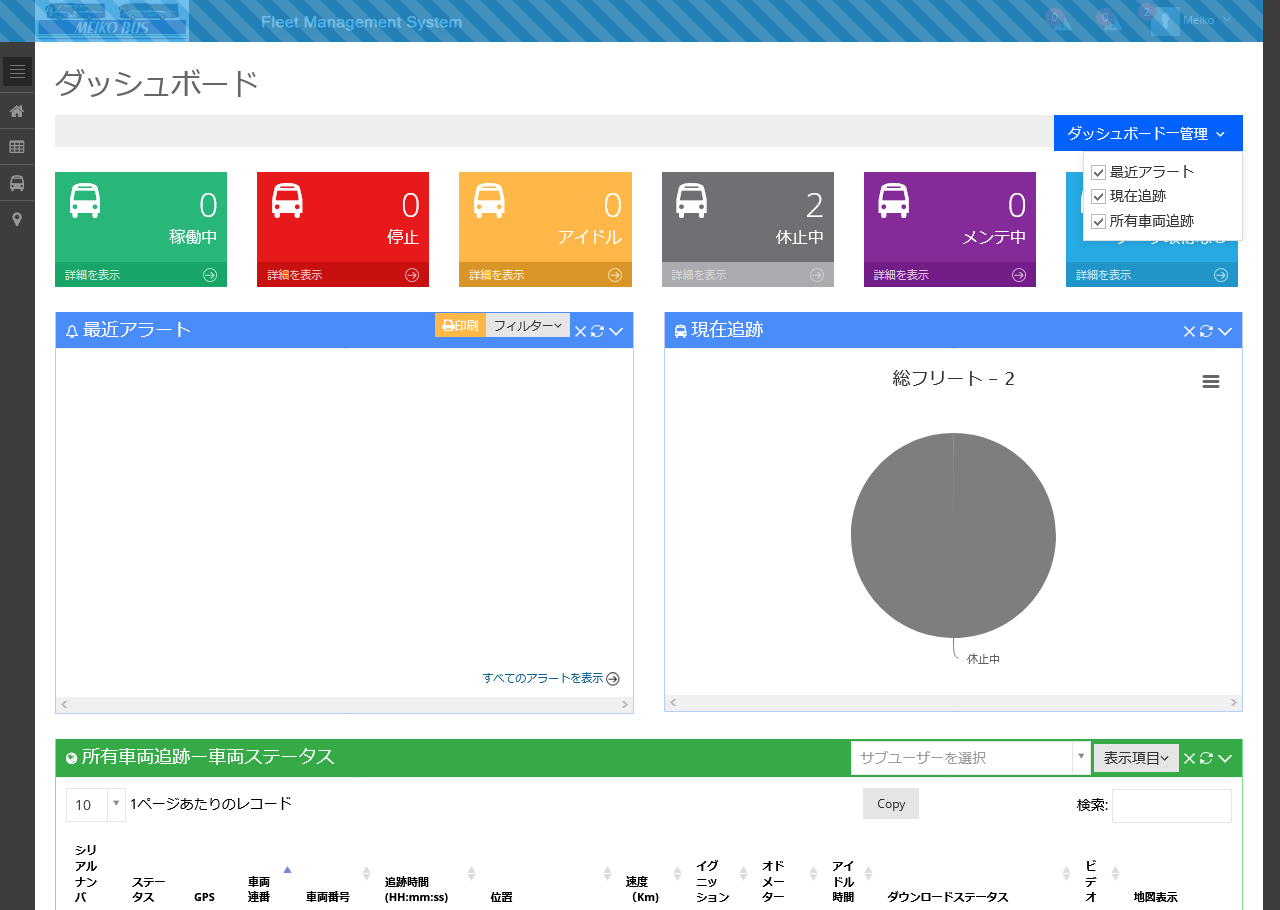 MEIKO BUS
Fleet Management System
0
0
2
Meiko
ダッシュボード
ダッシュボードー管理
最近アラート
現在追跡
所有車両追跡
0
稼働中
詳細を表示
0
停止
詳細を表示
0
アイドル
詳細を表示
2
休止中
詳細を表示
0
メンテ中
詳細を表示
詳細を表示
最近アラート
印刷
フィルター
すべてのアラートを表示
現在追跡
総フリート - 2
休止中
所有車両追跡ー車両ステータス
サブユーザーを選択
表示項目
10
1ページあたりのレコード
Copy
検索:
シリ
アル
ナン
バ
ステー
タス
GPS
車両
連番
車両番号
追跡時間
(HH:mm:ss)
位置
速度
(Km)
イグ
ニッ
ション
オド
メー
ター
アイ
ドル
時間
ダウンロードステータス
ビ
デ
オ
地図表示